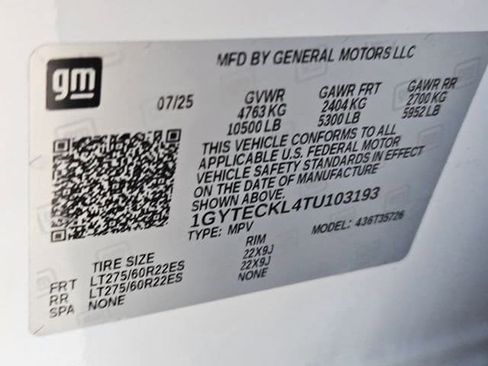 gm
MFD BY GENERAL MOTORS LLC
07/25 GVWR GAWR FRT GAWR RR
4763 KG 2404 KG 2700 KG
10500 LB 5300 LB 5952 LB
THIS VEHICLE CONFORMS TO ALL
APPLICABLE U.S. FEDERAL MOTOR
VEHICLE SAFETY STANDARDS IN EFFECT
ON THE DATE OF MANUFACTURE
SHOWN ABOVE.
1GYTECKL4TU103193
TYPE: MPV MODEL: 436T35726
TIRE SIZE RIM
FRT LT275/60R22ES 22X9J
RR LT275/60R22ES 22X9J
SPA NONE NONE